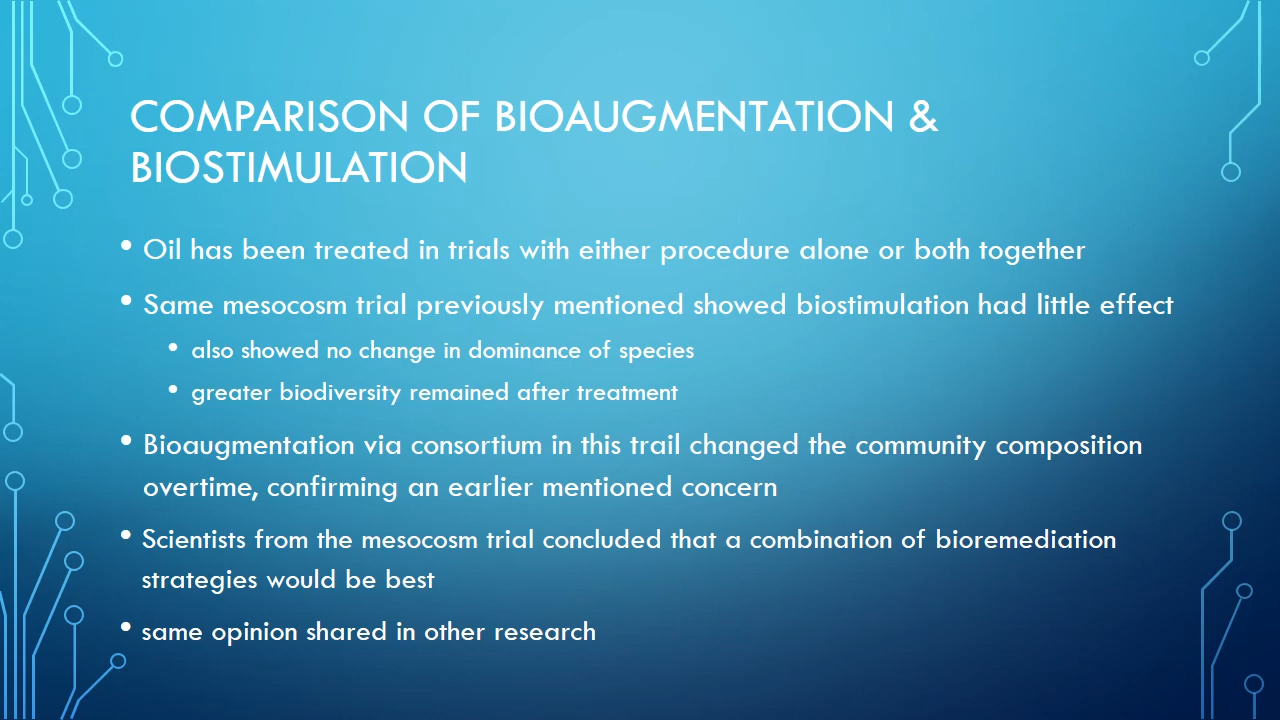 COMPARISON OF BIOAUGMENTATION &
BIOSTIMULATION
• Oil has been treated in trials with either procedure alone or both together
• Same mesocosm trial previously mentioned showed biostimulation had little effect
• also showed no change in dominance of species
• greater biodiversity remained after treatment
• Bioaugmentation via consortium in this trail changed the community composition
overtime, confirming an earlier mentioned concern
• Scientists from the mesocosm trial concluded that a combination of bioremediation
strategies would be best
• same opinion shared in other research